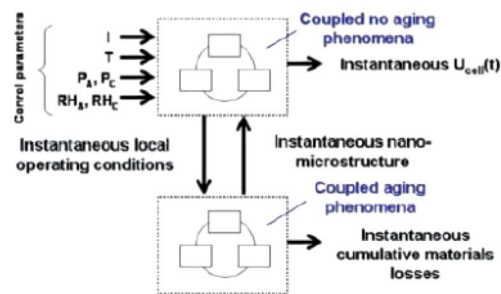 Coupled no aging
phenomena
Conrol parameters
I
T
P_A, P_C
RH_A, RH_C
Instantaneous U_cell(t)
Instantaneous local
operating conditions
Instantaneous nano-
microstructure
Coupled aging
phenomena
Instantaneous
cumulative materials
losses